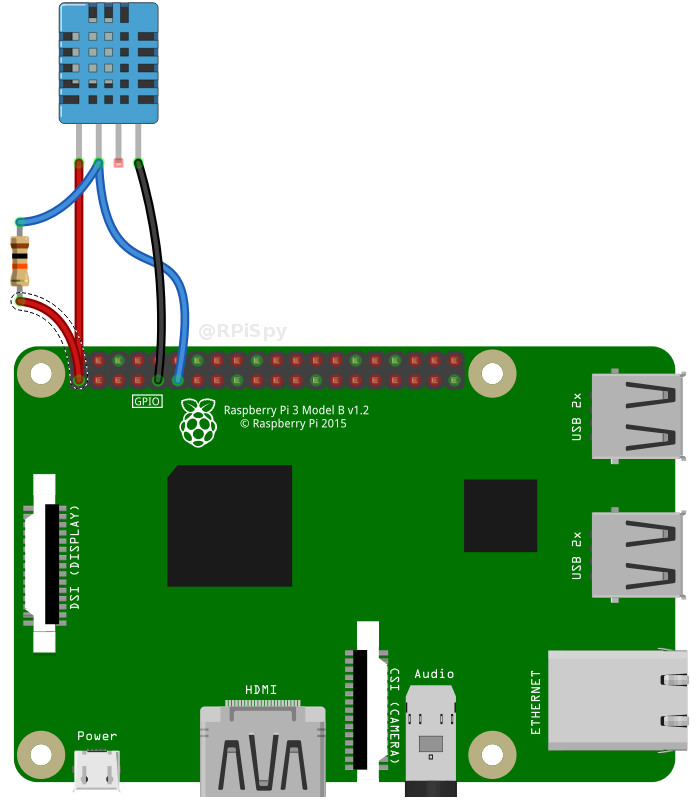 @RPiSpy
GPIO
Raspberry Pi 3 Model B v1.2
© Raspberry Pi 2015
USB 2x
DSI (DISPLAY)
USB 2x
HDMI
Audio
CSI (CAMERA)
ETHERNET
Power